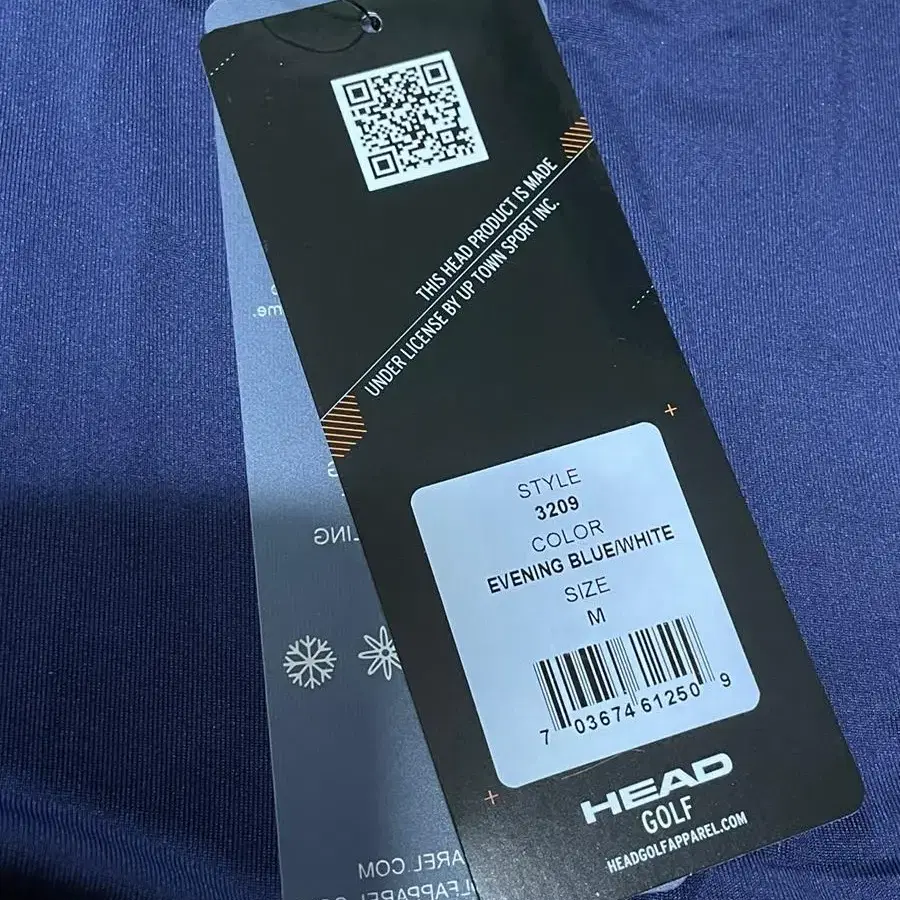 THIS HEAD PRODUCT IS MADE
UNDER LICENSE BY UP TOWN SPORT INC.
STYLE
3209
COLOR
EVENING BLUE/WHITE
SIZE
M
7 03674 61250 9
HEAD
GOLF
HEADGOLFAPPAREL.COM